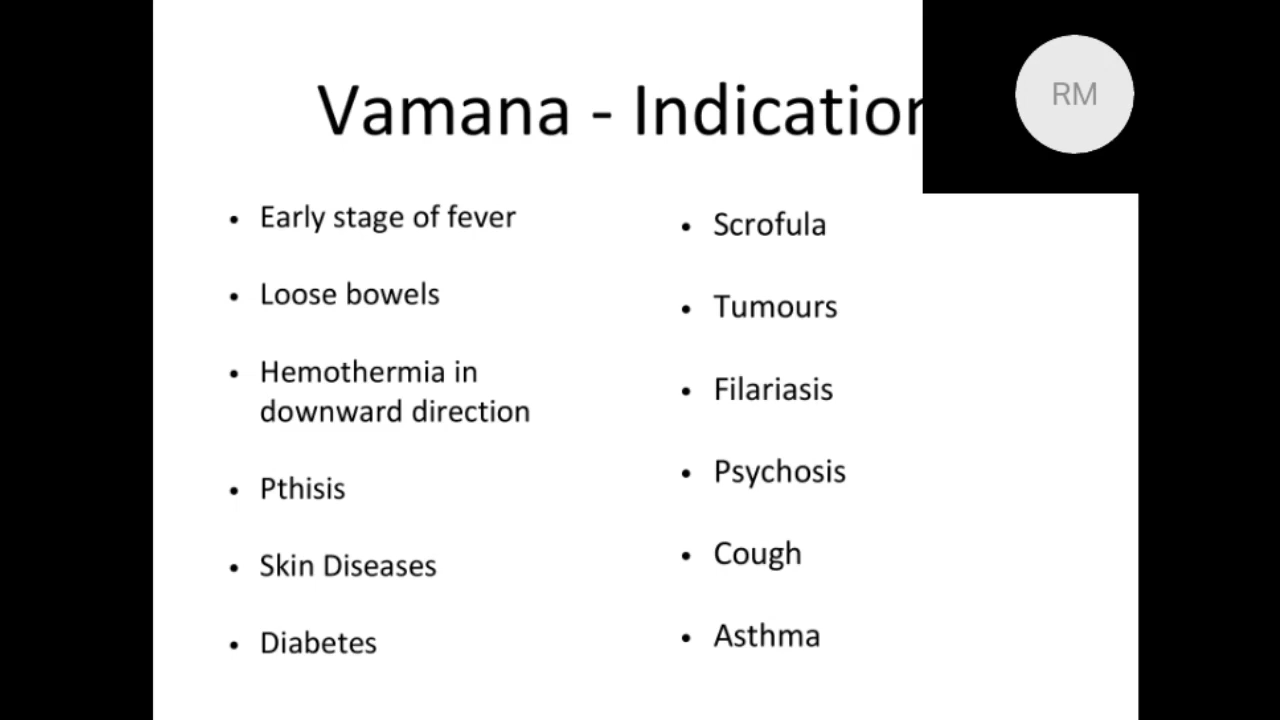 Vamana - Indication
RM
• Early stage of fever
• Loose bowels
• Hemothermia in
downward direction
• Pthisis
• Skin Diseases
• Diabetes
• Scrofula
• Tumours
• Filariasis
• Psychosis
• Cough
• Asthma